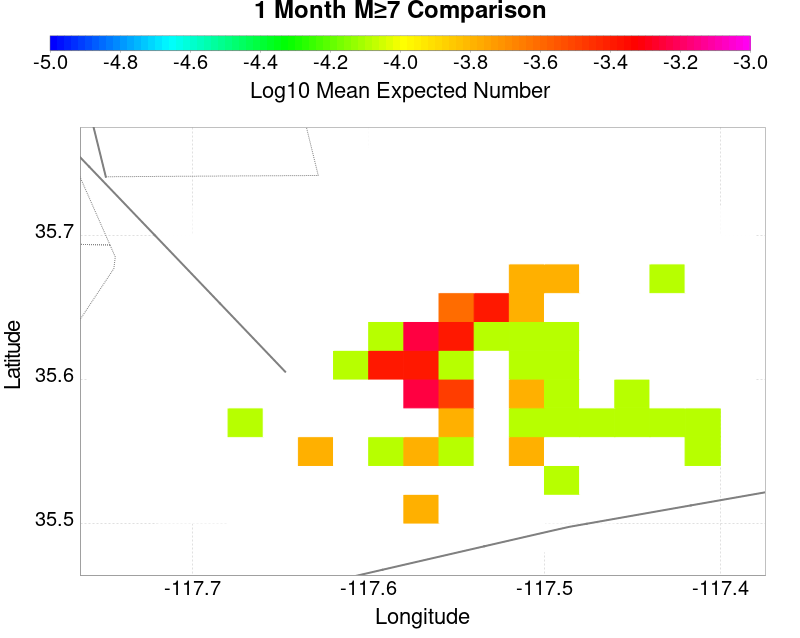 1 Month M≥7 Comparison
-5.0 -4.8 -4.6 -4.4 -4.2 -4.0 -3.8 -3.6 -3.4 -3.2 -3.0
Log10 Mean Expected Number
35.7
35.6
35.5
Latitude
-117.7 -117.6 -117.5 -117.4
Longitude